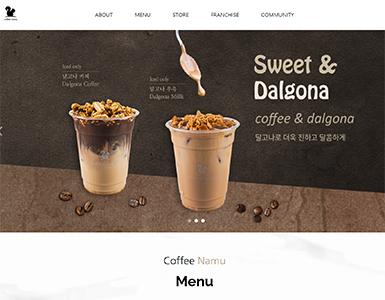 ABOUT
MENU
STORE
FRANCHISE
COMMUNITY
Iced only
달고나 커피
Dalgona Coffee
Iced only
달고나 우유
Dalgona Milk
Sweet &
Dalgona
coffee & dalgona
달고나로 더욱 진하고 달콤하게
Coffee Namu
Menu